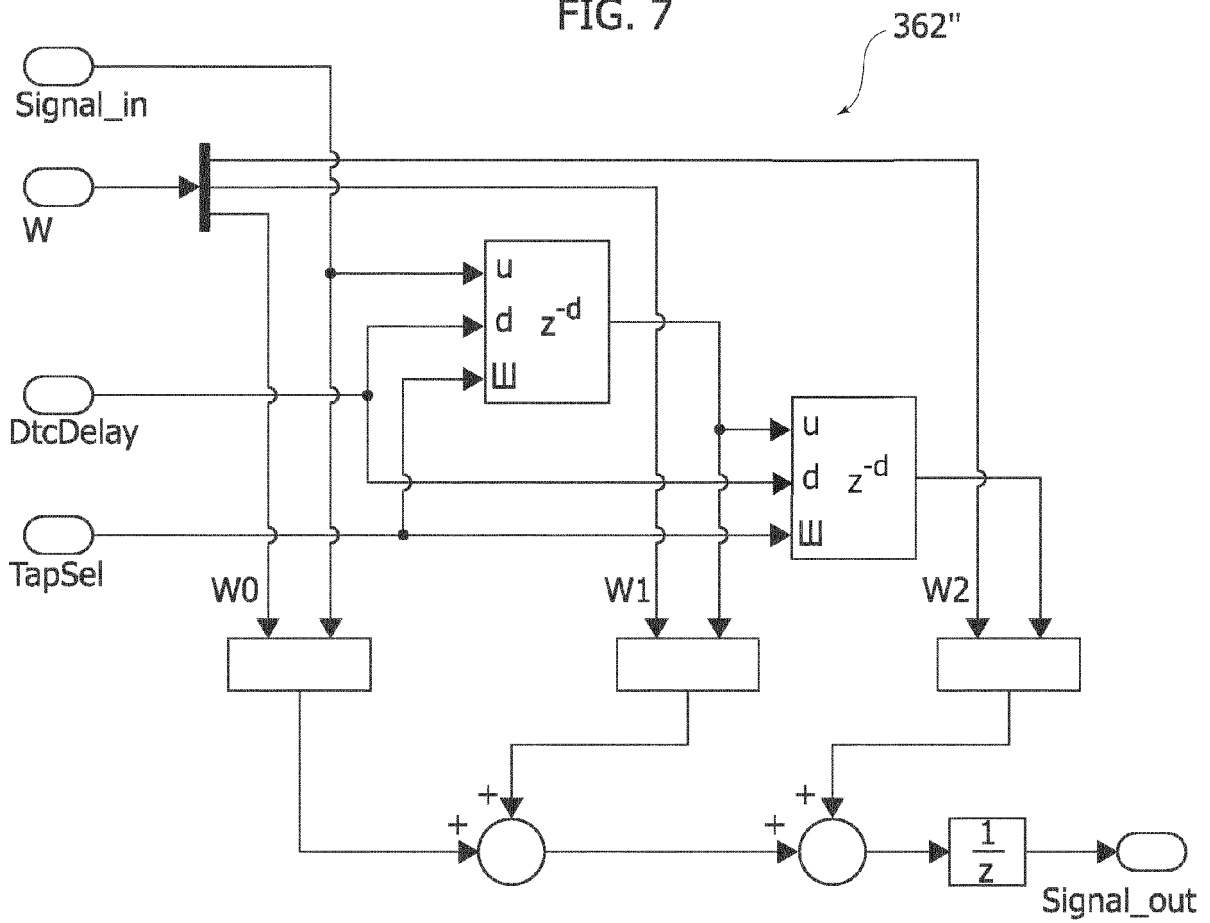 FIG. 7
362"
Signal_in
W
u
d
z-d
Ш
DtcDelay
u
d
z-d
Ш
TapSel
W0
W1
W2
+
+
+
+
1
z
Signal_out